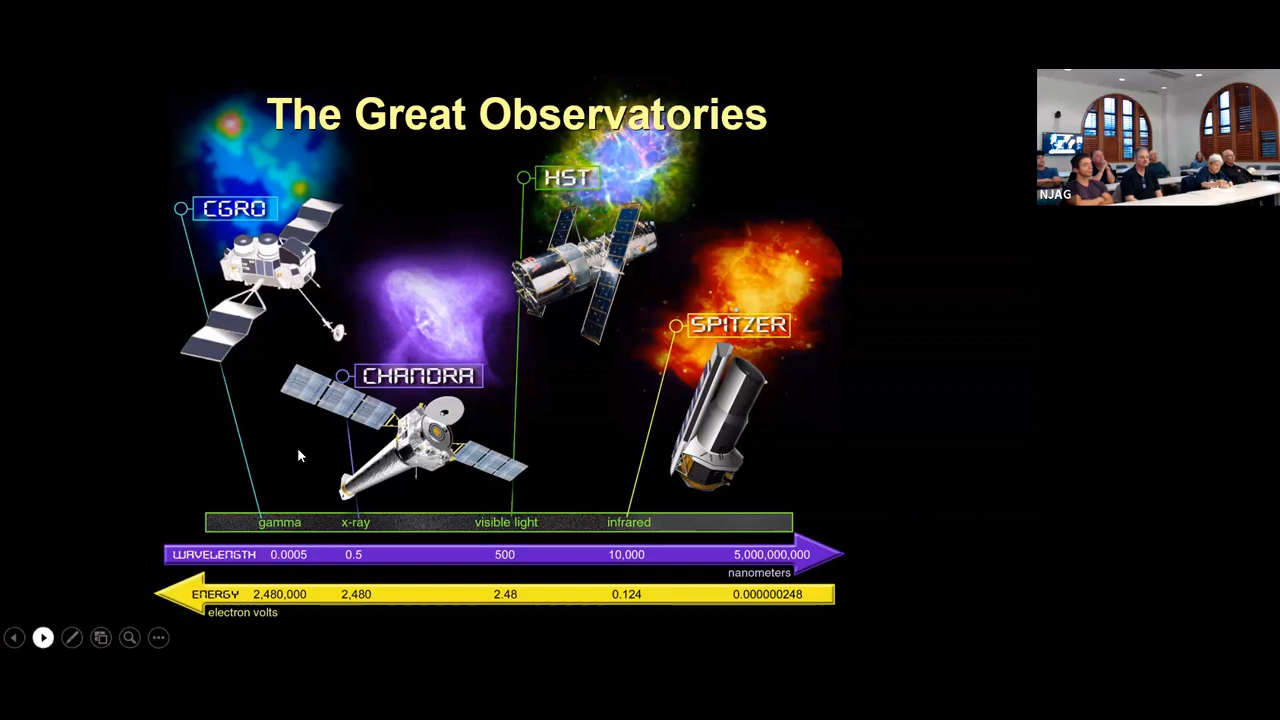 The Great Observatories
HST
CGRO
SPITZER
CHANDRA
gamma x-ray visible light infrared
WAVELENGTH 0.0005 0.5 500 10,000 5,000,000,000
nanometers
ENERGY 2,480,000 2,480 2.48 0.124 0.000000248
electron volts
NJAG